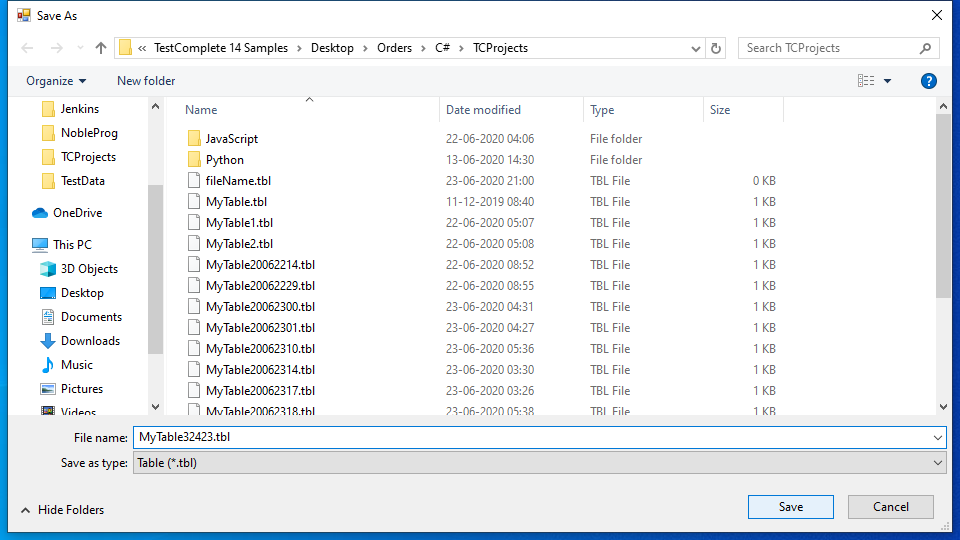 Save As
« TestComplete 14 Samples > Desktop > Orders > C# > TCProjects
Search TCProjects
Organize
New folder
?
Jenkins
NobleProg
TCProjects
TestData
OneDrive
This PC
3D Objects
Desktop
Documents
Downloads
Music
Pictures
Videos
Name Date modified Type Size
JavaScript 22-06-2020 04:06 File folder
Python 13-06-2020 14:30 File folder
fileName.tbl 23-06-2020 21:00 TBL File 0 KB
MyTable.tbl 11-12-2019 08:40 TBL File 1 KB
MyTable1.tbl 22-06-2020 05:07 TBL File 1 KB
MyTable2.tbl 22-06-2020 05:08 TBL File 1 KB
MyTable20062214.tbl 22-06-2020 08:52 TBL File 1 KB
MyTable20062229.tbl 22-06-2020 08:55 TBL File 1 KB
MyTable20062300.tbl 23-06-2020 04:31 TBL File 1 KB
MyTable20062301.tbl 23-06-2020 04:27 TBL File 1 KB
MyTable20062310.tbl 23-06-2020 05:36 TBL File 1 KB
MyTable20062314.tbl 23-06-2020 03:30 TBL File 1 KB
MyTable20062317.tbl 23-06-2020 03:26 TBL File 1 KB
MyTable20062318.tbl 23-06-2020 05:38 TBL File 1 KB
File name: MyTable32423.tbl
Save as type: Table (*.tbl)
Hide Folders
Save
Cancel